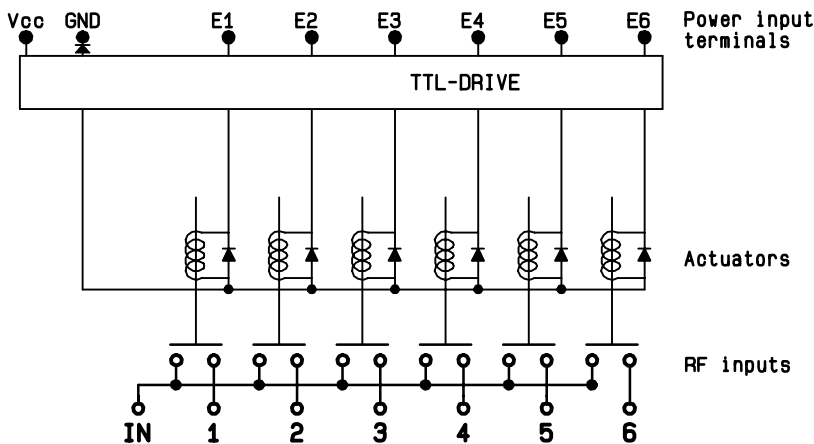 Vcc GND E1 E2 E3 E4 E5 E6 Power input
terminals
TTL-DRIVE
Actuators
RF inputs
IN 1 2 3 4 5 6